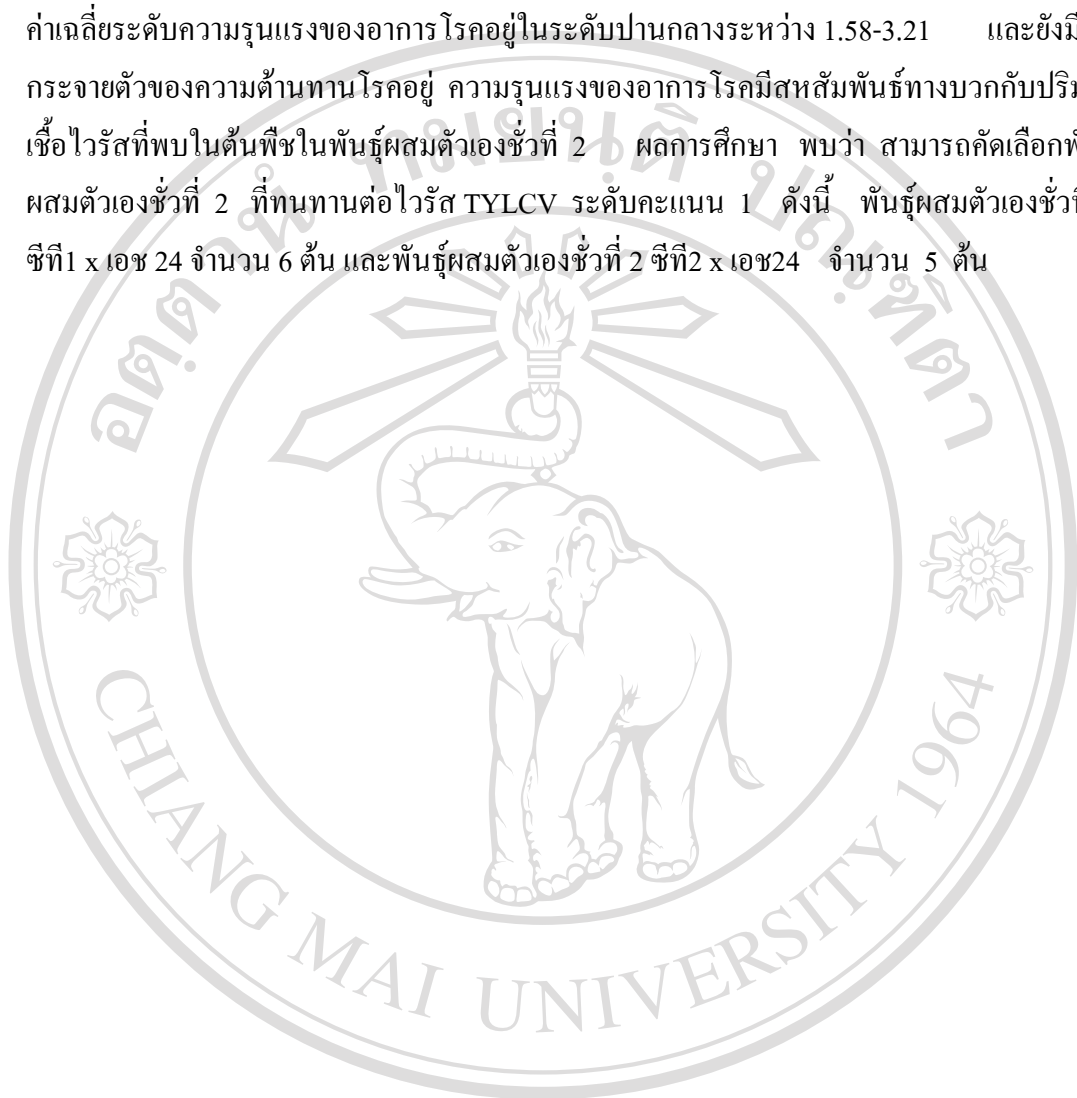 ค่าเฉลี่ยระดับความรุนแรงของอาการโรคอยู่ในระดับปานกลางระหว่าง 1.58-3.21 และยังมี
กระจายตัวของความต้านทานโรคอยู่ ความรุนแรงของอาการโรคมีสหสัมพันธ์ทางบวกกับ
เชื้อไวรัสที่พบในต้นพืชในพันธุ์ผสมตัวเองชั่วที่ 2 ผลการศึกษา พบว่า สามารถคัดเลือก
ผสมตัวเองชั่วที่ 2 ที่ทนทานต่อไวรัส TYLCV ระดับคะแนน 1 ดังนี้ พันธุ์ผสมตัวเอง
ซีที1 x เอช 24 จำนวน 6 ต้น และพันธุ์ผสมตัวเองชั่วที่ 2 ซีที2 x เอช24 จำนวน 5 ต้น
อตฺตานํ ทมยนฺติ ปณฺฑิตา
CHIANG MAI UNIVERSITY 1964